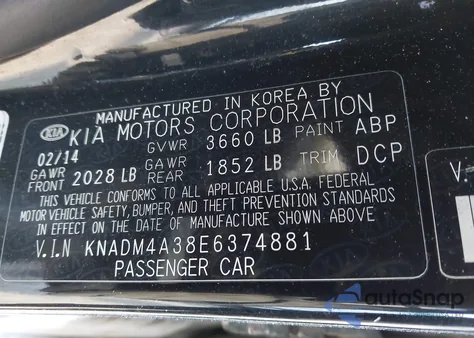 MANUFACTURED IN KOREA BY
KIA KIA MOTORS CORPORATION
02/14 GVWR 3660 LB PAINT ABP
GAWR FRONT 2028 LB GAWR REAR 1852 LB TRIM DCP
THIS VEHICLE CONFORMS TO ALL APPLICABLE U.S.A. FEDERAL
MOTOR VEHICLE SAFETY, BUMPER, AND THEFT PREVENTION STANDARDS
IN EFFECT ON THE DATE OF MANUFACTURE SHOWN ABOVE.
V.I.N KNADM4A38E6374881
PASSENGER CAR
V.
autoSnap